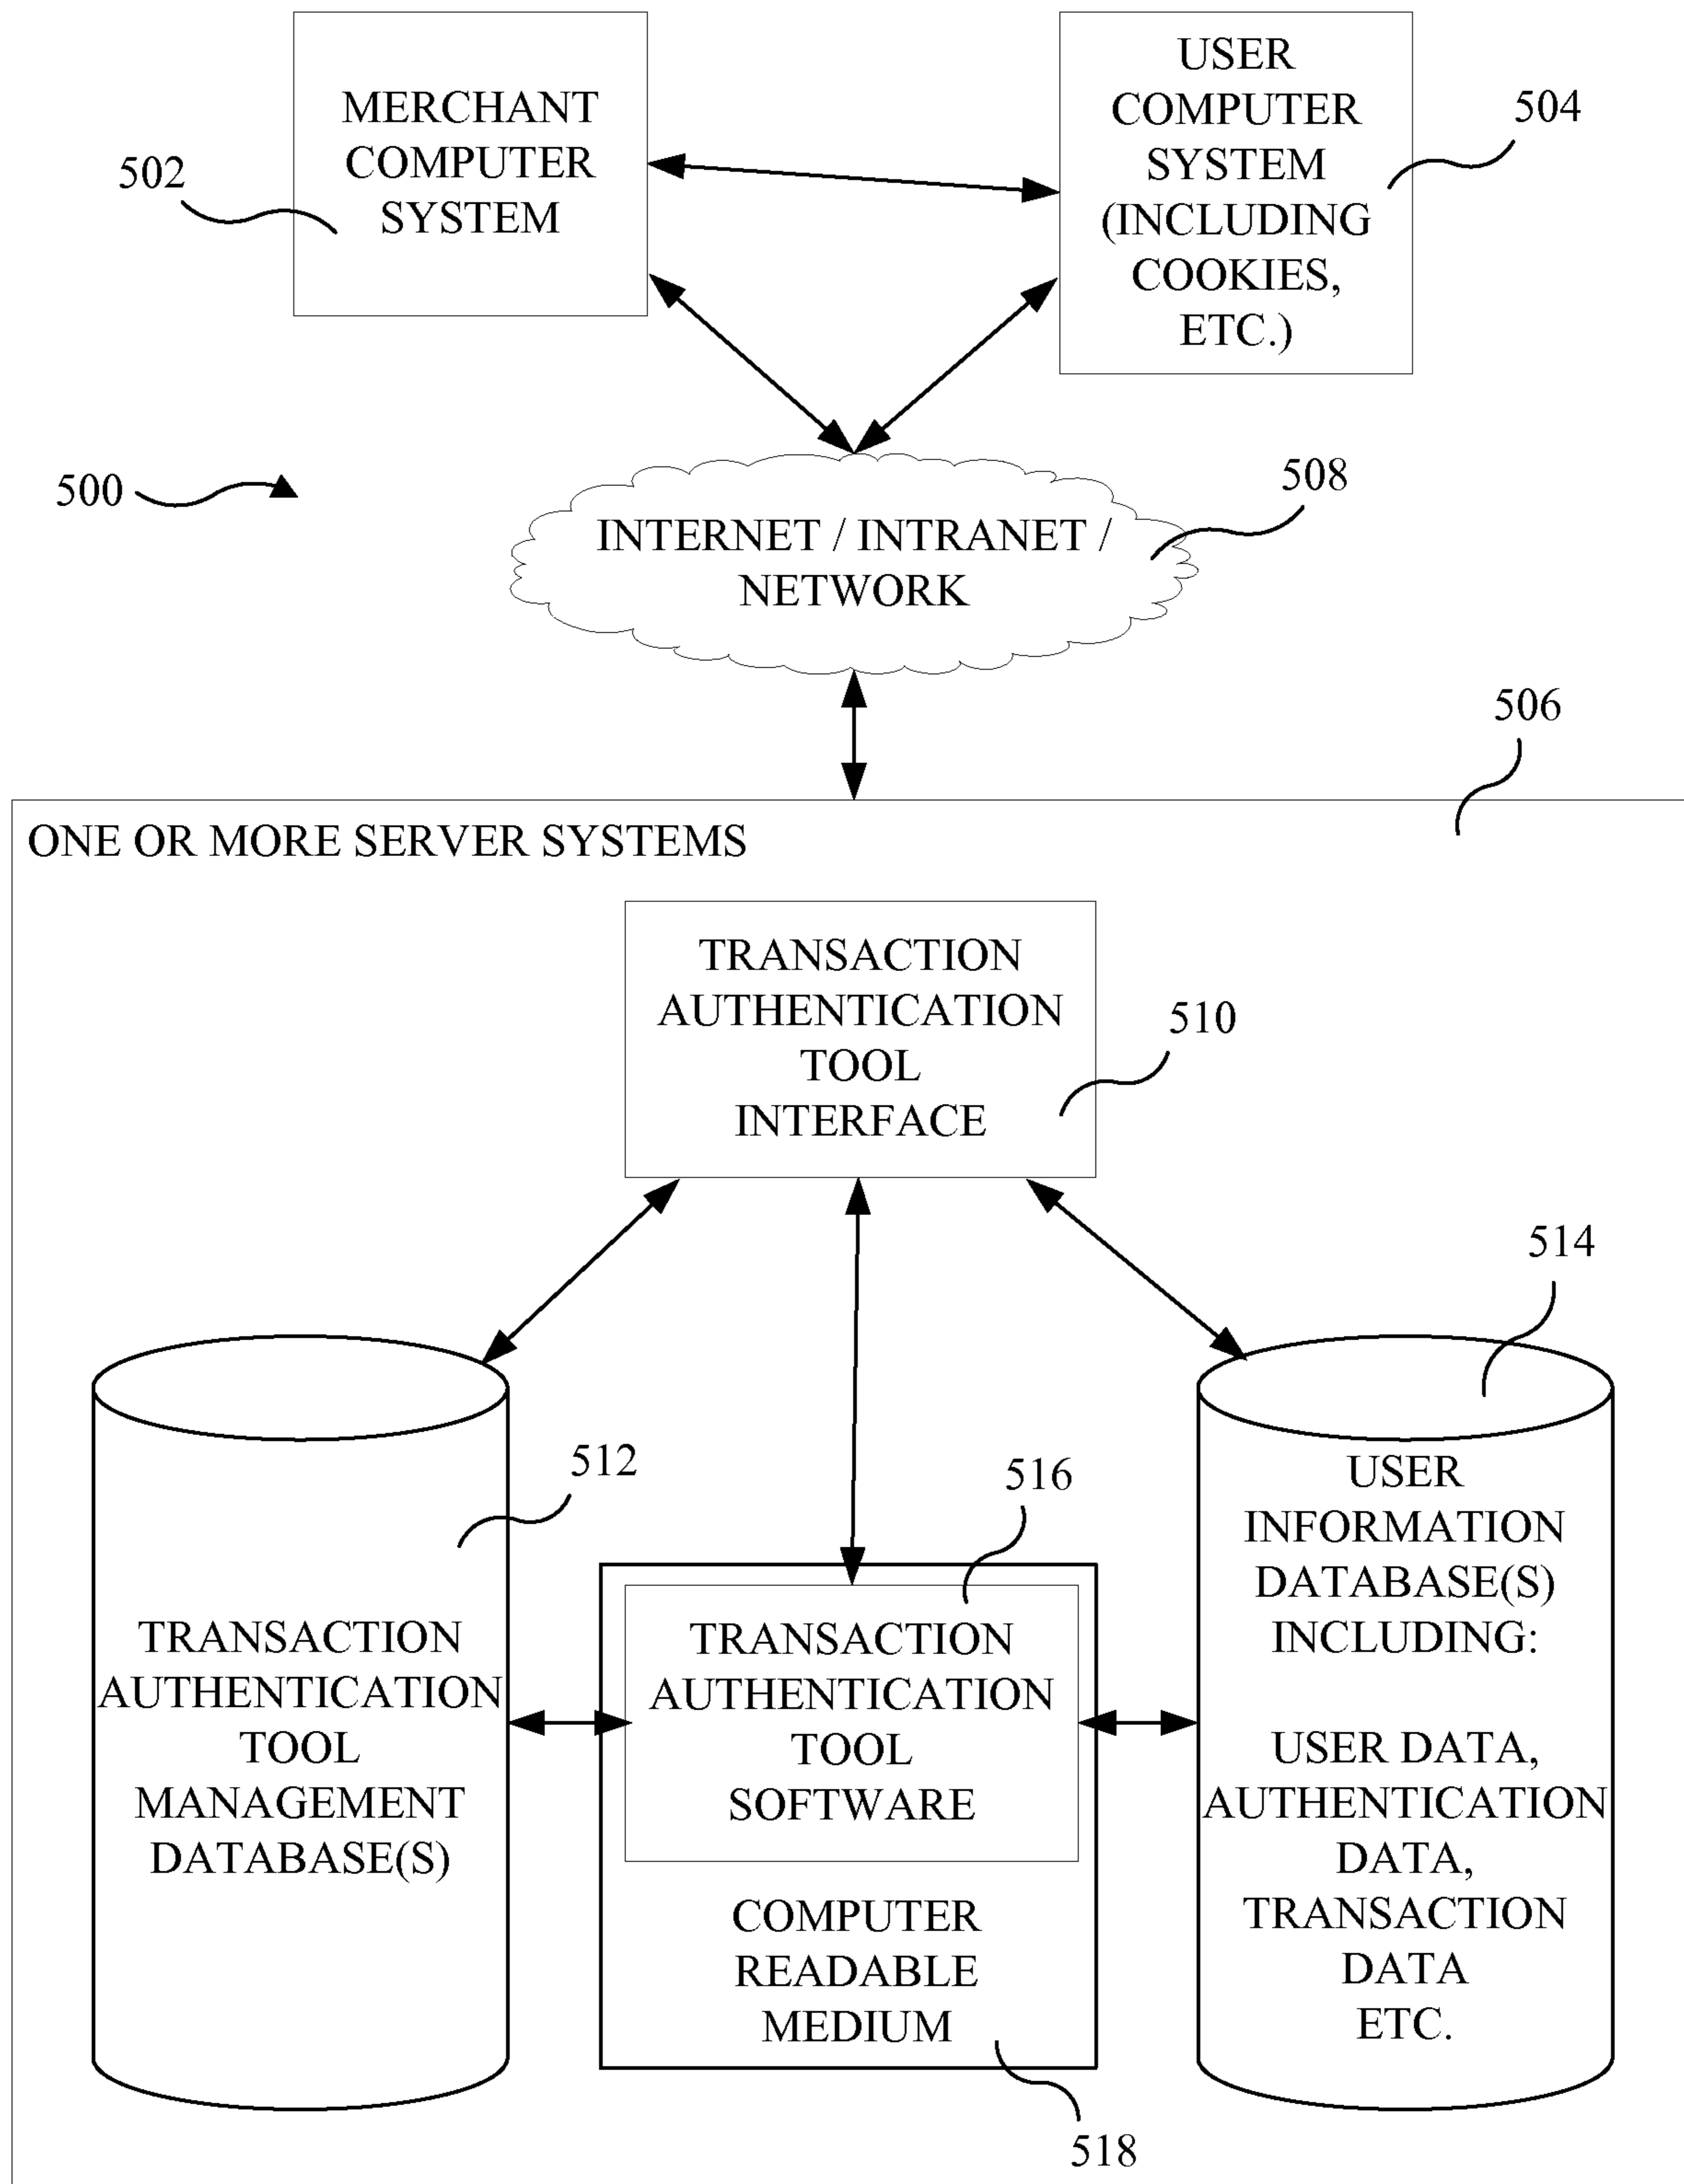 MERCHANT
COMPUTER
SYSTEM
502
USER
COMPUTER
SYSTEM
(INCLUDING
COOKIES,
ETC.)
504
500
INTERNET / INTRANET /
NETWORK
508
506
ONE OR MORE SERVER SYSTEMS
TRANSACTION
AUTHENTICATION
TOOL
INTERFACE
510
514
512
TRANSACTION
AUTHENTICATION
TOOL
MANAGEMENT
DATABASE(S)
516
TRANSACTION
AUTHENTICATION
TOOL
SOFTWARE
COMPUTER
READABLE
MEDIUM
518
USER
INFORMATION
DATABASE(S)
INCLUDING:
USER DATA,
AUTHENTICATION
DATA,
TRANSACTION
DATA
ETC.